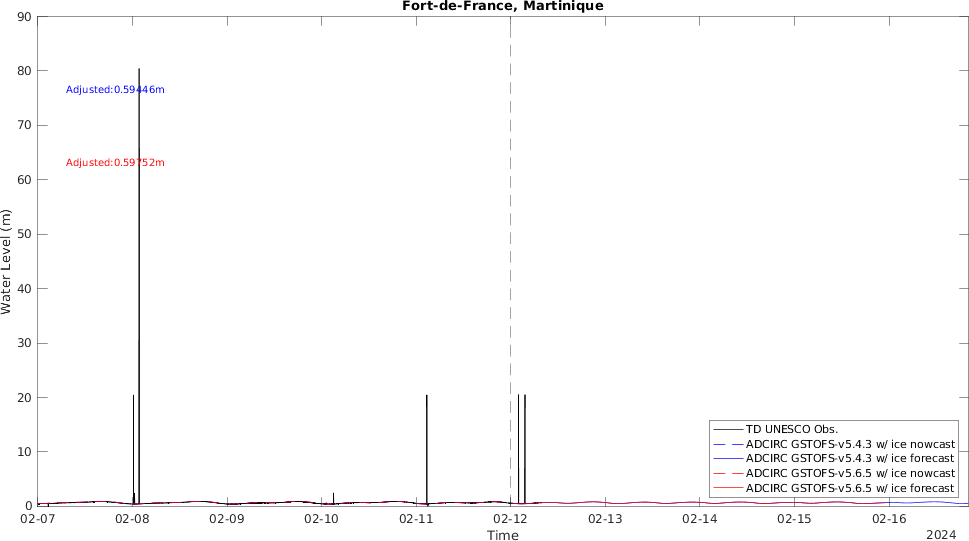 Fort-de-France, Martinique
90
80
70
60
50
40
30
20
10
0
Water Level (m)
Adjusted:0.59446m
Adjusted:0.59752m
TD UNESCO Obs.
ADCIRC GSTOFS-v5.4.3 w/ ice nowcast
ADCIRC GSTOFS-v5.4.3 w/ ice forecast
ADCIRC GSTOFS-v5.6.5 w/ ice nowcast
ADCIRC GSTOFS-v5.6.5 w/ ice forecast
02-07 02-08 02-09 02-10 02-11 02-12 02-13 02-14 02-15 02-16
Time
2024